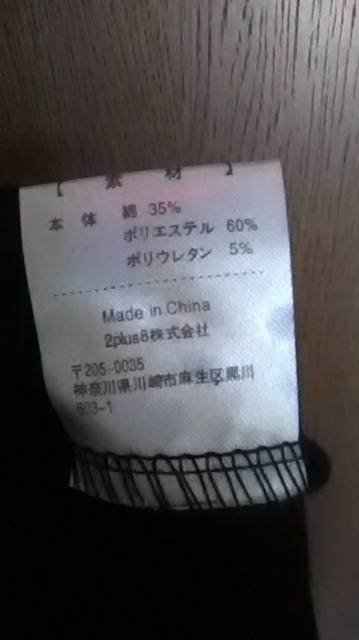 【 素 材 】
本 体 綿 35%
ポリエステル 60%
ポリウレタン 5%
Made in China
2plus8株式会社
〒205-0035
神奈川県川崎市麻生区黒川
603-1